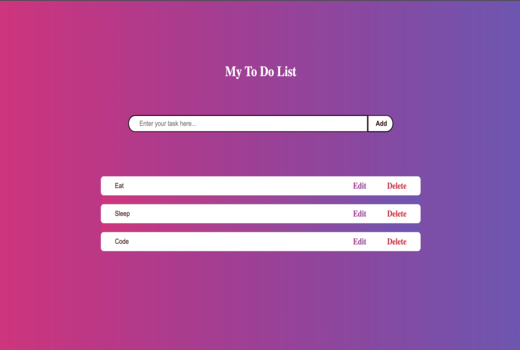 My To Do List
Enter your task here...
Add
Eat Edit Delete
Sleep Edit Delete
Code Edit Delete